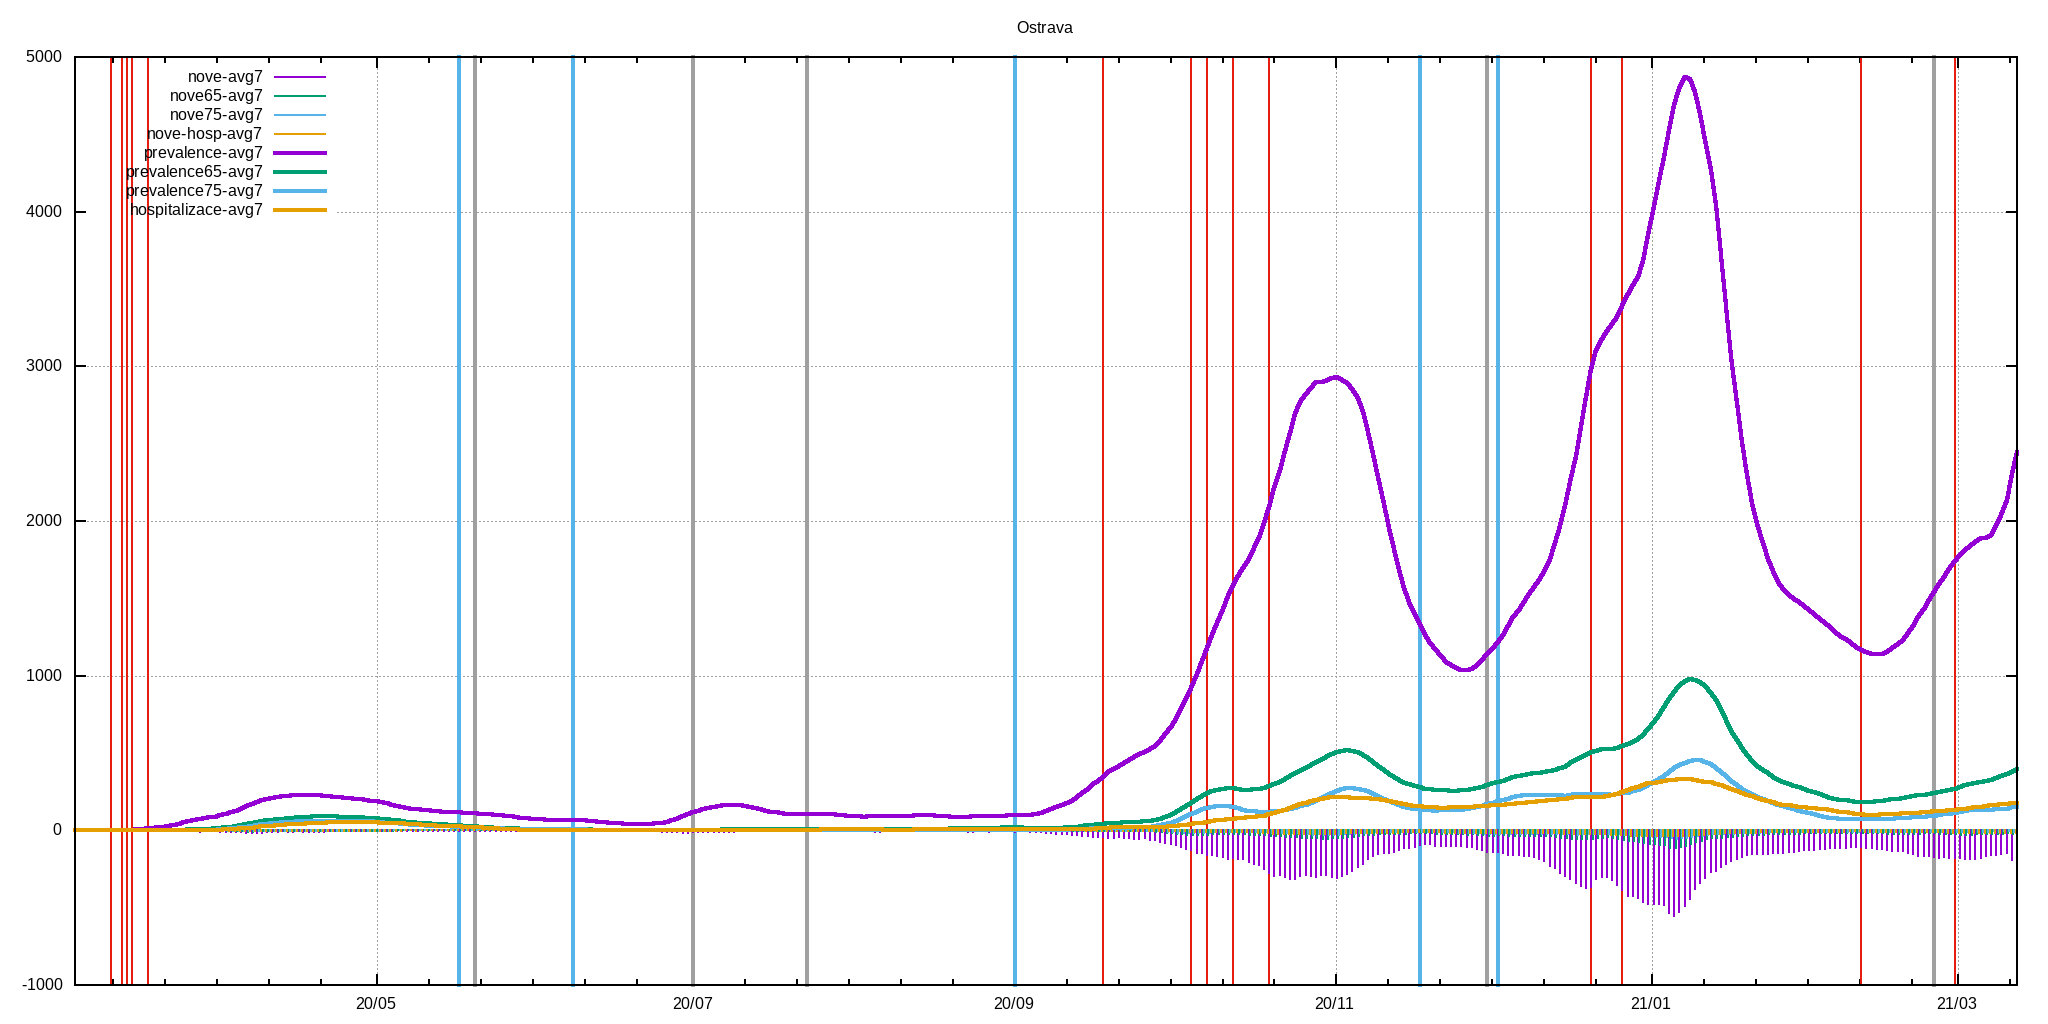 Ostrava
5000
4000
3000
2000
1000
0
-1000
nove-avg7
nove65-avg7
nove75-avg7
nove-hosp-avg7
prevalence-avg7
prevalence65-avg7
prevalence75-avg7
hospitalizace-avg7
20/05
20/07
20/09
20/11
21/01
21/03